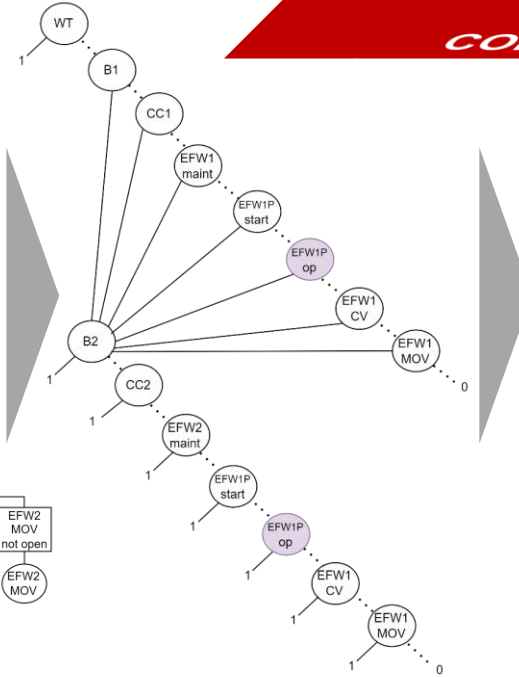 WT
1
B1
CC1
EFW1
maint
EFW1P
start
EFW1P
op
EFW1
CV
EFW1
MOV
0
B2
1
CC2
1
EFW2
maint
1
EFW1P
start
1
EFW1P
op
1
EFW1
CV
1
EFW1
MOV
1
0
EFW2
MOV
not open
EFW2
MOV